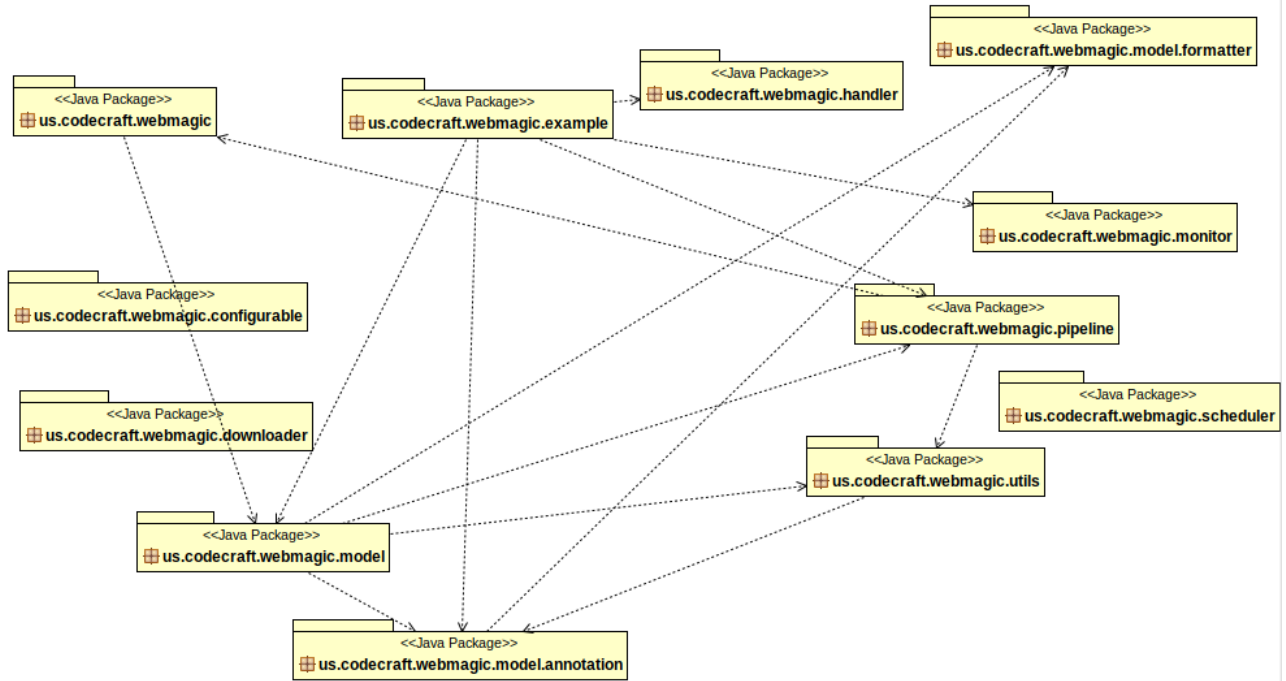 <<Java Package>>
us.codecraft.webmagic.model.formatter
<<Java Package>>
us.codecraft.webmagic.handler
<<Java Package>>
us.codecraft.webmagic
<<Java Package>>
us.codecraft.webmagic.example
<<Java Package>>
us.codecraft.webmagic.monitor
<<Java Package>>
us.codecraft.webmagic.configurable
<<Java Package>>
us.codecraft.webmagic.pipeline
<<Java Package>>
us.codecraft.webmagic.scheduler
<<Java Package>>
us.codecraft.webmagic.downloader
<<Java Package>>
us.codecraft.webmagic.utils
<<Java Package>>
us.codecraft.webmagic.model
<<Java Package>>
us.codecraft.webmagic.model.annotation